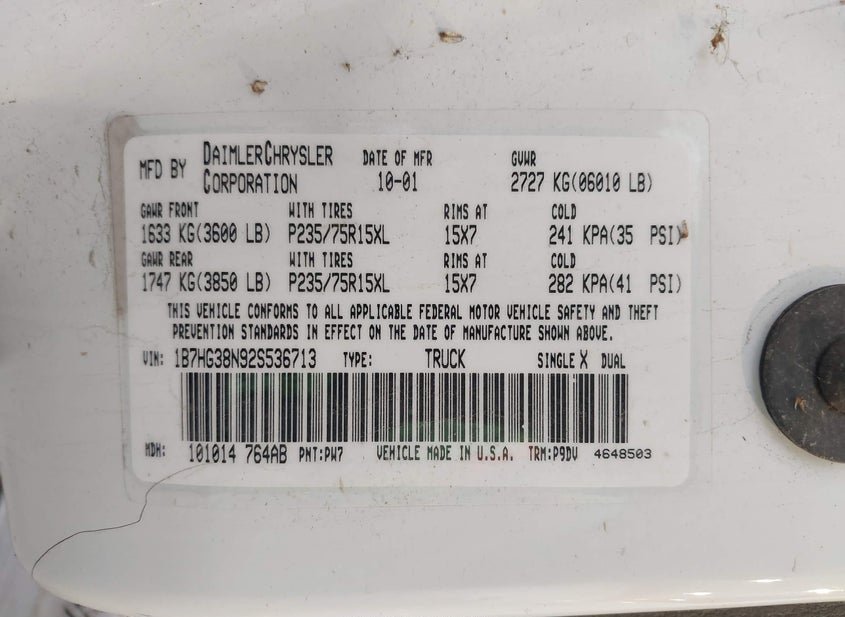 MFD BY DAIMLERCHRYSLER CORPORATION DATE OF MFR 10-01 GVWR 2727 KG(06010 LB)
GAWR FRONT WITH TIRES RIMS AT COLD
1633 KG(3600 LB) P235/75R15XL 15X7 241 KPA(35 PSI)
GAWR REAR WITH TIRES RIMS AT COLD
1747 KG(3850 LB) P235/75R15XL 15X7 282 KPA(41 PSI)
THIS VEHICLE CONFORMS TO ALL APPLICABLE FEDERAL MOTOR VEHICLE SAFETY AND THEFT
PREVENTION STANDARDS IN EFFECT ON THE DATE OF MANUFACTURE SHOWN ABOVE.
VIN: 1B7HG38N92S536713 TYPE: TRUCK SINGLE X DUAL
MDH: 101014 764AB PNT:PW7 VEHICLE MADE IN U.S.A. TRM:P9DV 4648503